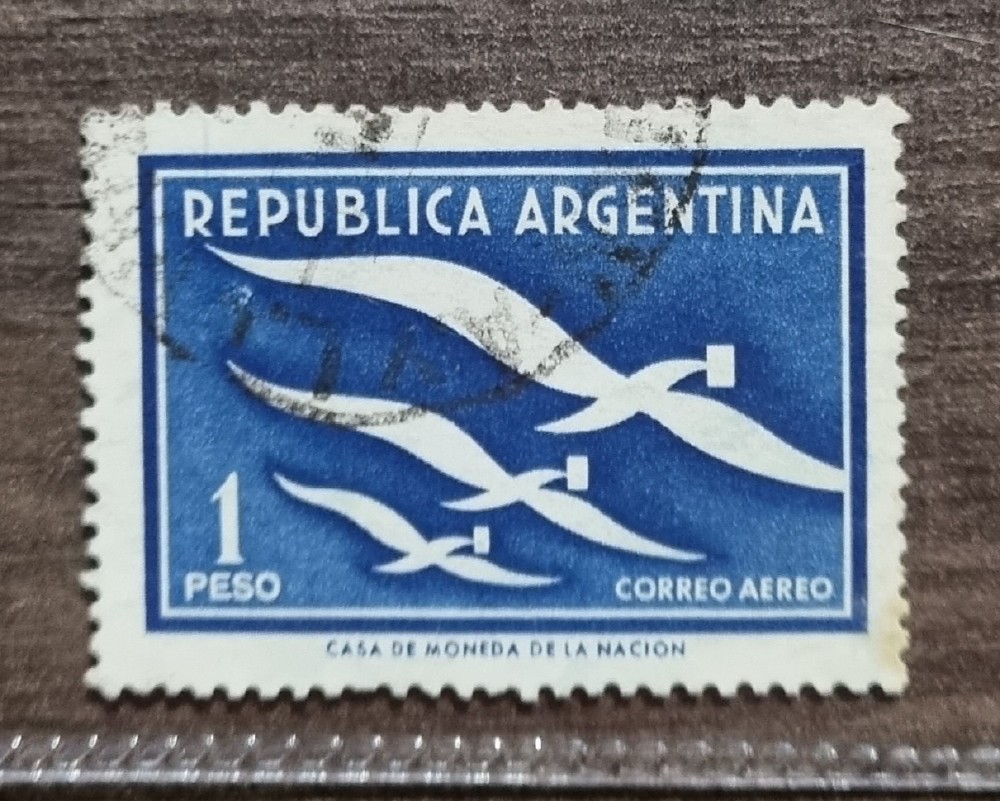 REPUBLICA ARGENTINA
1
PESO
CORREO AEREO
CASA DE MONEDA DE LA NACION